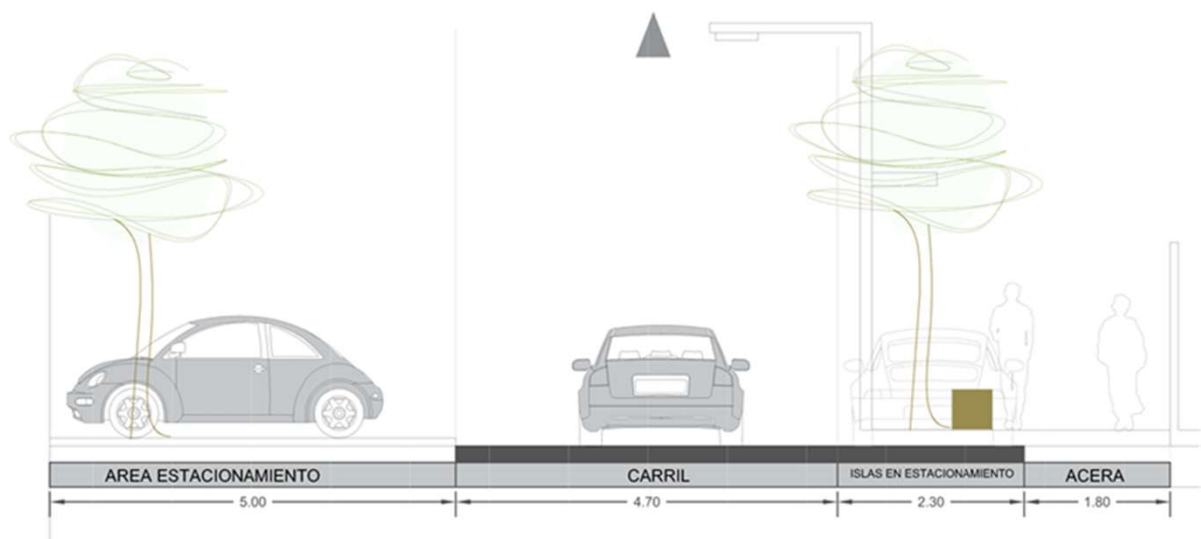 AREA ESTACIONAMIENTO CARRIL ISLAS EN ESTACIONAMIENTO ACERA
5.00 4.70 2.30 1.80